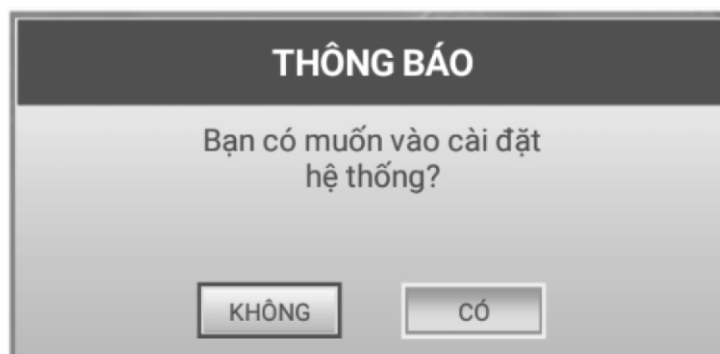 THÔNG BÁO
Bạn có muốn vào cài đặt
hệ thống?
KHÔNG
CÓ